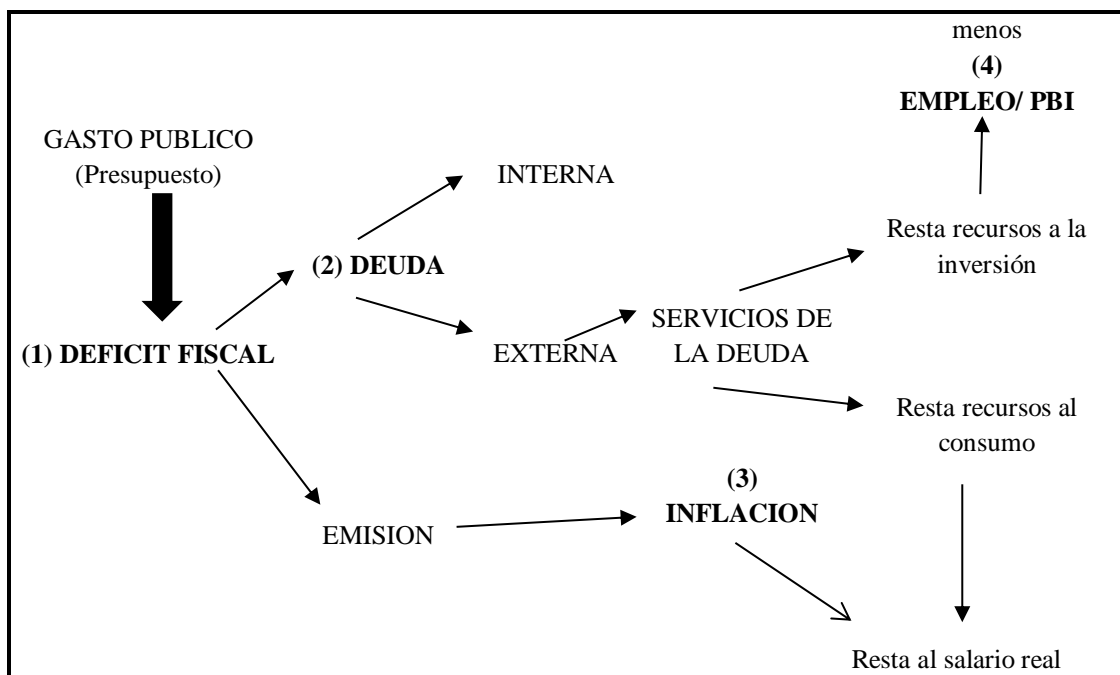 menos
(4)
EMPLEO/ PBI
GASTO PUBLICO
(Presupuesto)
INTERNA
Resta recursos a la
inversión
(2) DEUDA
SERVICIOS DE
LA DEUDA
(1) DEFICIT FISCAL
EXTERNA
Resta recursos al
consumo
(3)
INFLACION
EMISION
Resta al salario real